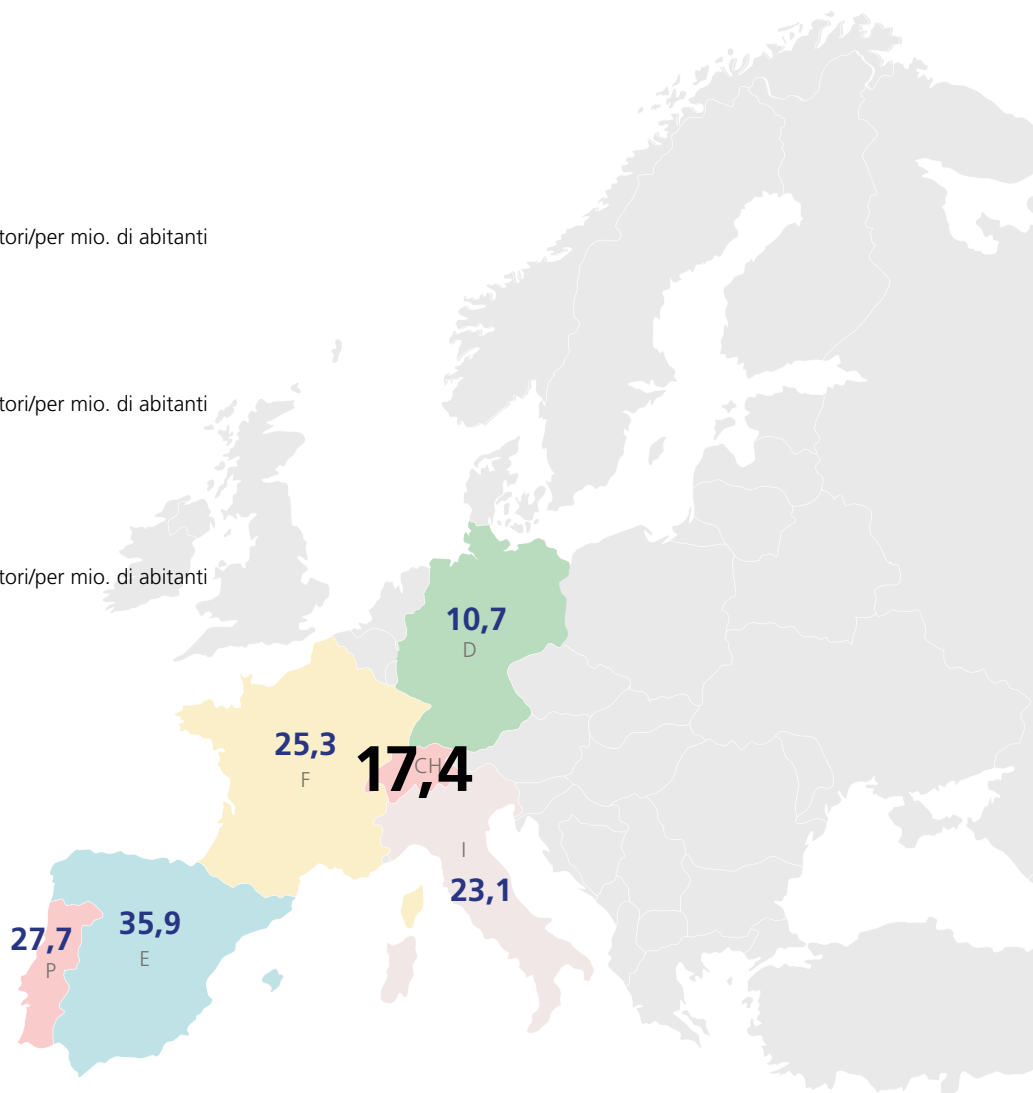 tori/per mio. di abitanti
tori/per mio. di abitanti
tori/per mio. di abitanti
10,7
D
25,3
F
17,4
CH
I
23,1
35,9
E
27,7
P